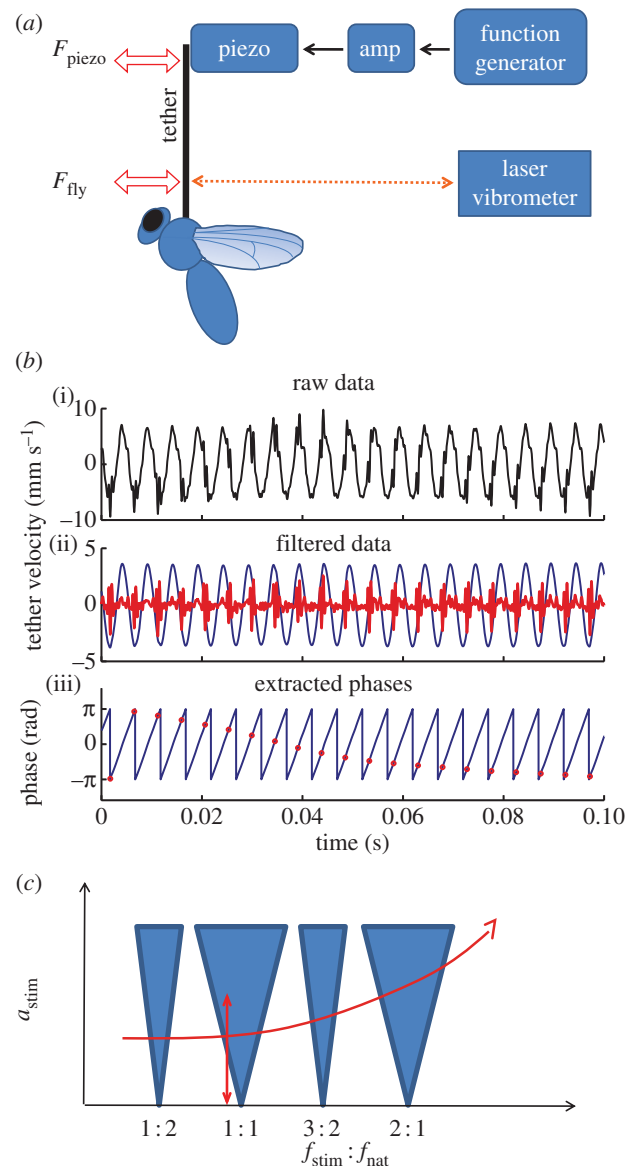 (a)
F_piezo
piezo
amp
function
generator
tether
F_fly
laser
vibrometer
(b)
raw data
(i)
10
0
−10
tether velocity (mm s⁻¹)
filtered data
(ii)
5
0
−5
extracted phases
(iii)
phase (rad)
π
0
−π
0 0.02 0.04 0.06 0.08 0.10
time (s)
(c)
a_stim
1 : 2 1 : 1 3 : 2 2 : 1
f_stim : f_nat